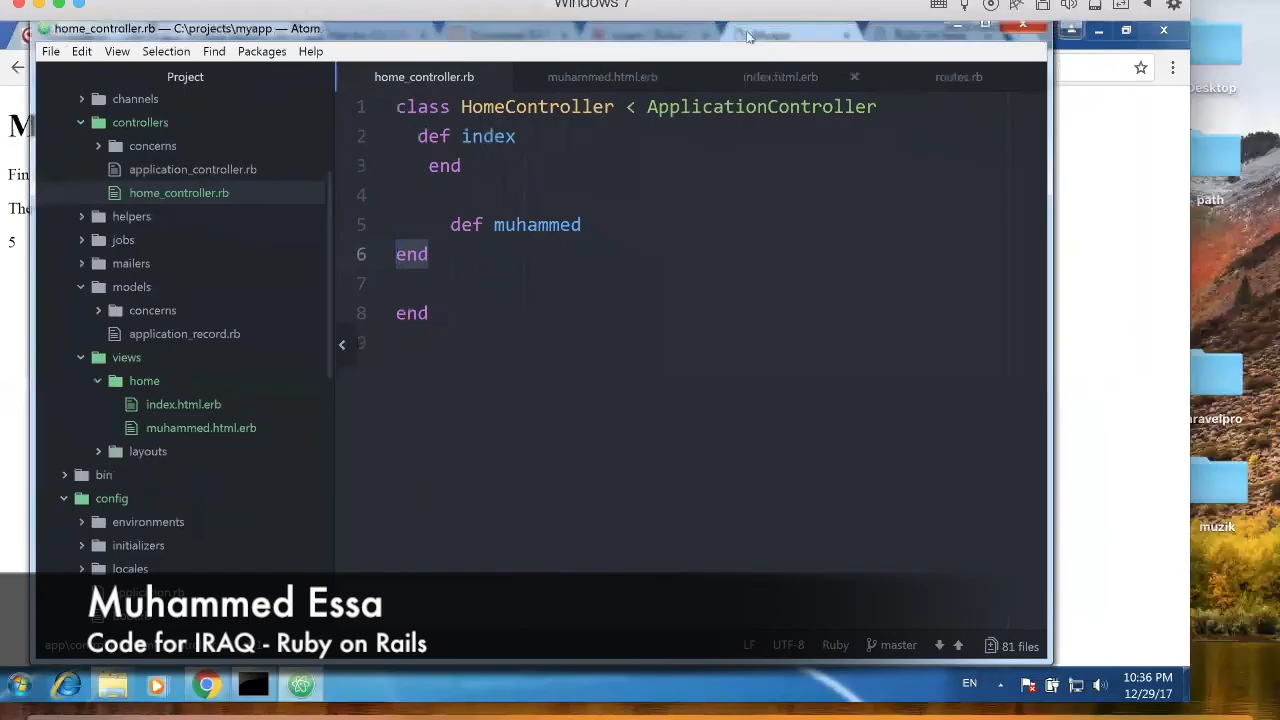 Windows 7
home_controller.rb — C:\projects\myapp — Atom
File Edit View Selection Find Packages Help
Project
home_controller.rb
muhammed.html.erb
index.html.erb
routes.rb
channels
controllers
concerns
application_controller.rb
home_controller.rb
helpers
jobs
mailers
models
concerns
application_record.rb
views
home
index.html.erb
muhammed.html.erb
layouts
bin
config
environments
initializers
locales
1 class HomeController < ApplicationController
2 def index
3 end
4
5 def muhammed
6 end
7
8 end
9
M
Fin
The
5
Muhammed Essa
Code for IRAQ - Ruby on Rails
LF UTF-8 Ruby master 81 files
Desktop
path
aravelpro
muzik
EN
10:36 PM
12/29/17